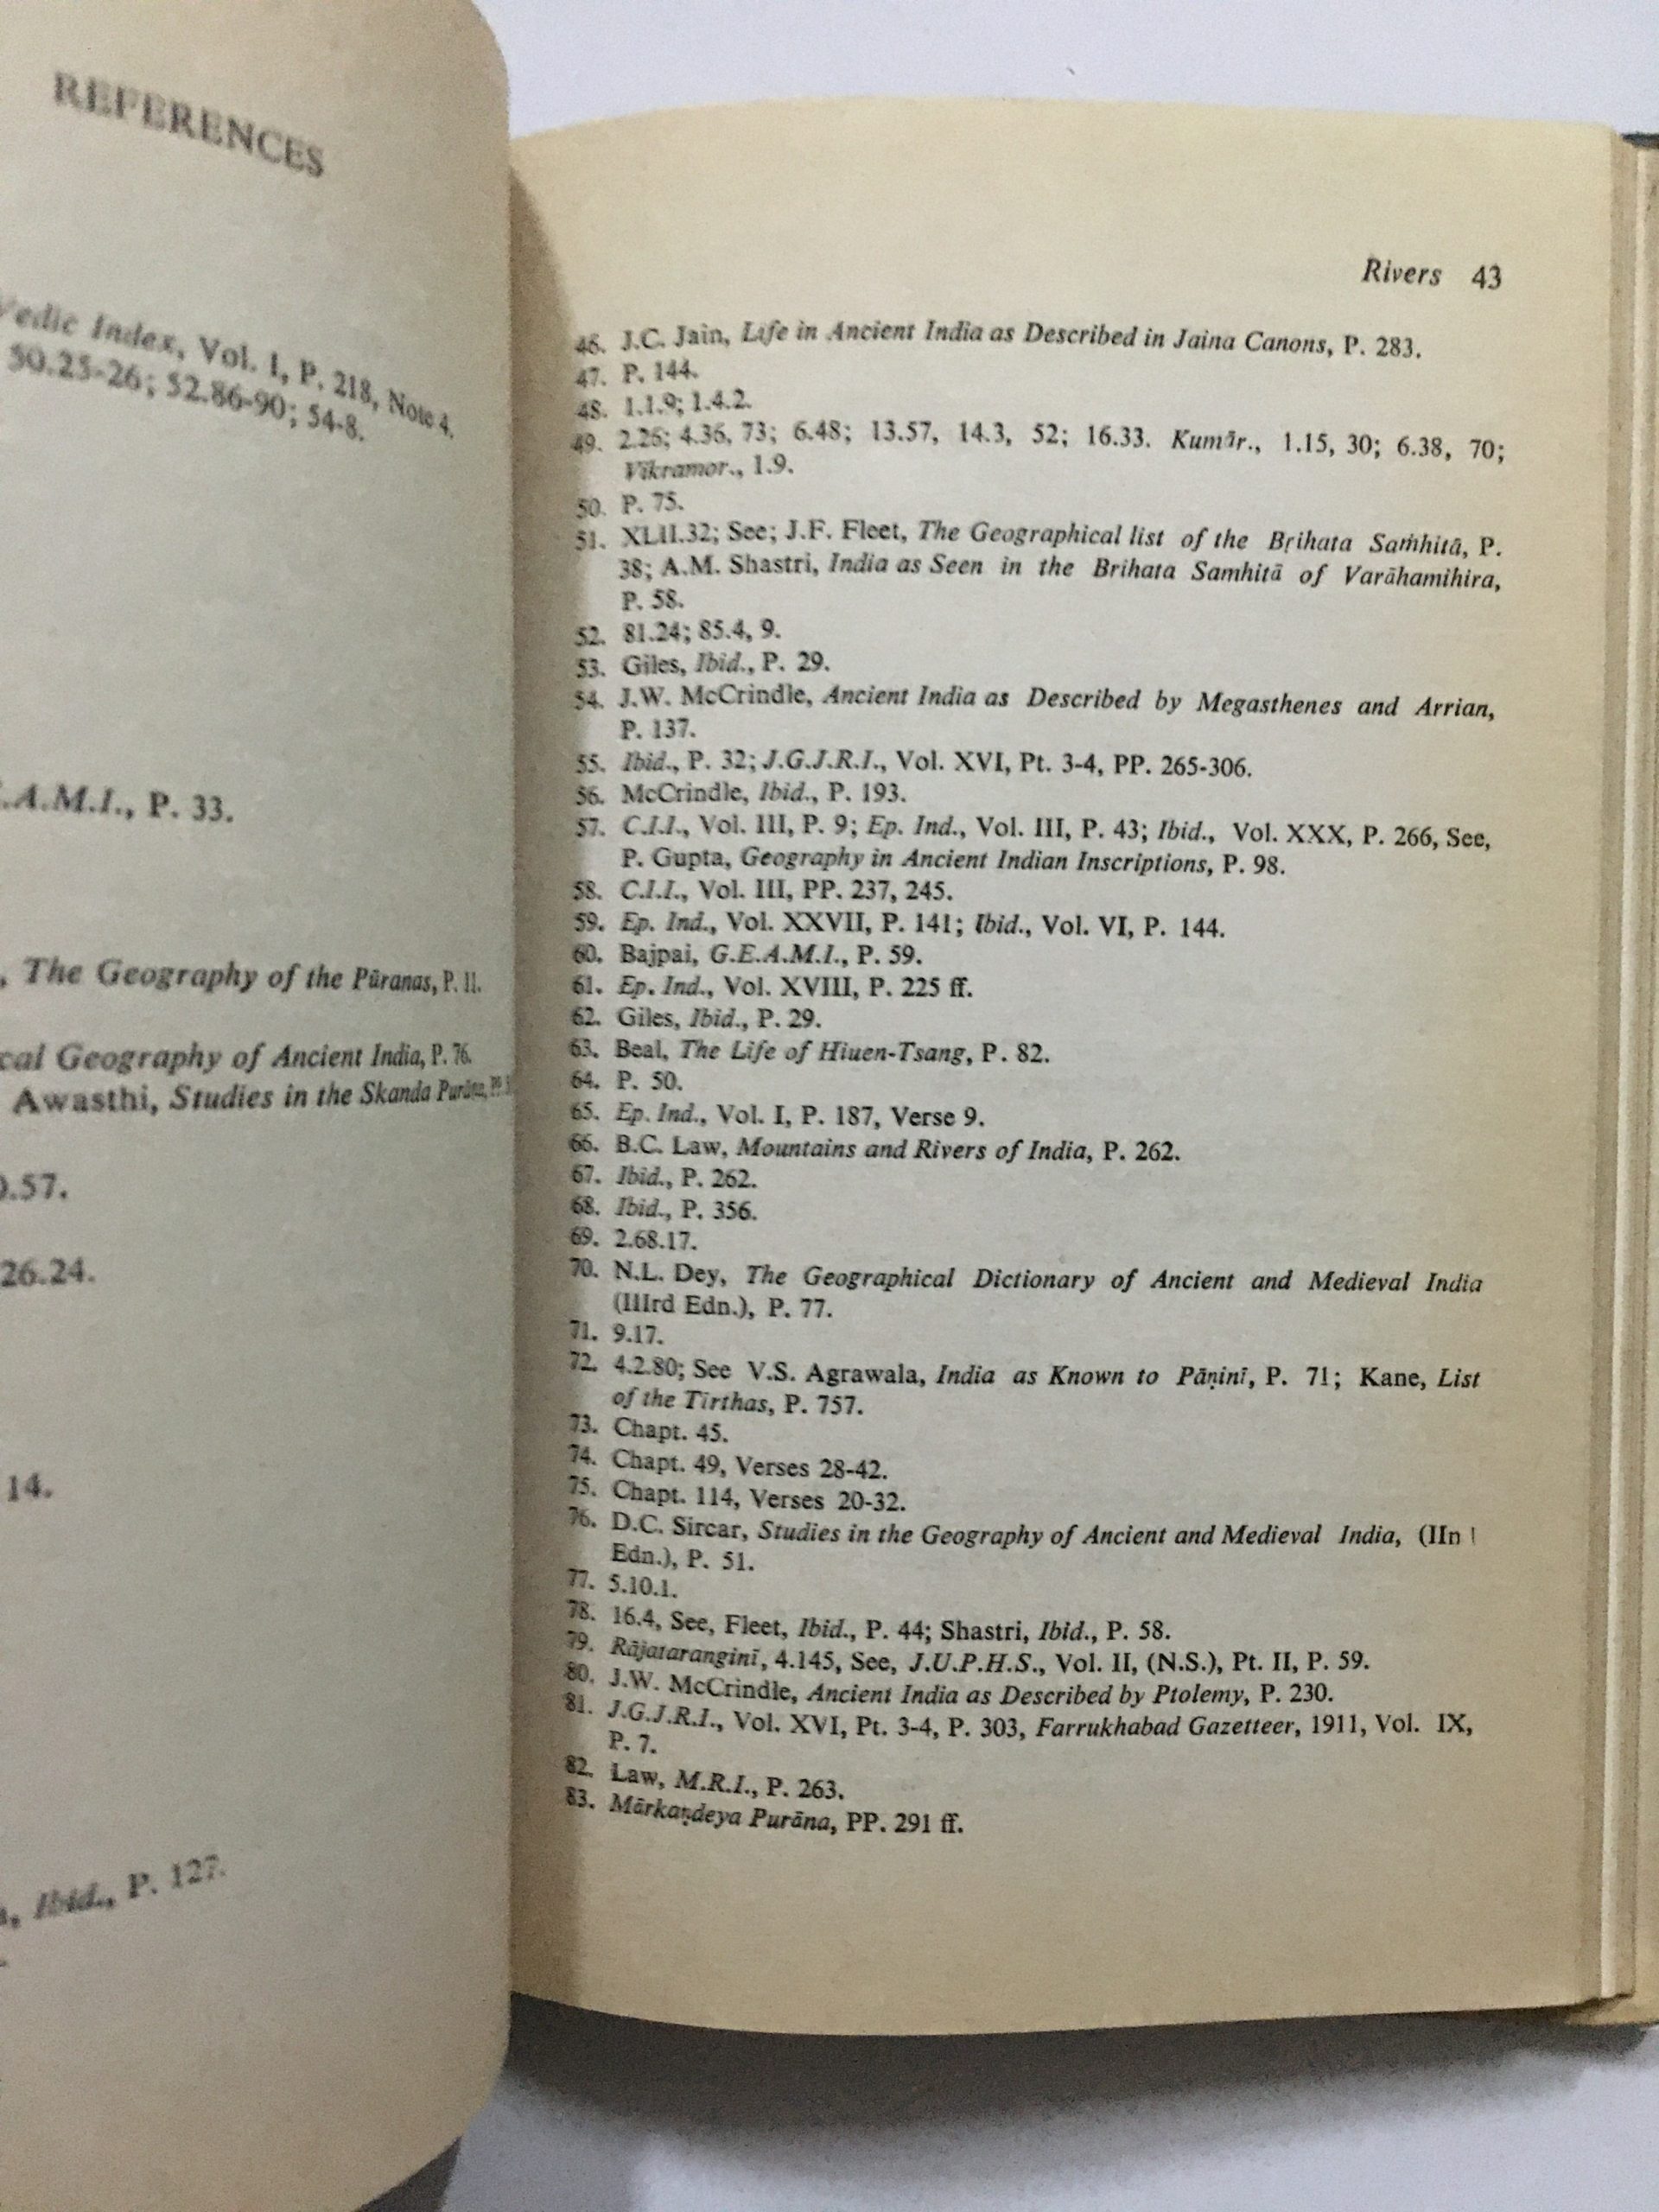 REFERENCES
Vedic Index, Vol. I, P. 218, Note 4.
50.25-26; 52.86-90; 54-8.
.A.M.I., P. 33.
, The Geography of the Pūranas, P. 11.
cal Geography of Ancient India, P. 76.
Awasthi, Studies in the Skanda Purāna, PP.
0.57.
26.24.
14.
, Ibid., P. 127.
Rivers 43
46. J.C. Jain, Life in Ancient India as Described in Jaina Canons, P. 283.
47. P. 144.
48. 1.1.9; 1.4.2.
49. 2.26; 4.36, 73; 6.48; 13.57, 14.3, 52; 16.33. Kumār., 1.15, 30; 6.38, 70;
Vikramor., 1.9.
50. P. 75.
51. XLII.32; See; J.F. Fleet, The Geographical list of the Bṛihata Saṁhitā, P.
38; A.M. Shastri, India as Seen in the Brihata Samhitā of Varāhamihira,
P. 58.
52. 81.24; 85.4, 9.
53. Giles, Ibid., P. 29.
54. J.W. McCrindle, Ancient India as Described by Megasthenes and Arrian,
P. 137.
55. Ibid., P. 32; J.G.J.R.I., Vol. XVI, Pt. 3-4, PP. 265-306.
56. McCrindle, Ibid., P. 193.
57. C.I.I., Vol. III, P. 9; Ep. Ind., Vol. III, P. 43; Ibid., Vol. XXX, P. 266, See,
P. Gupta, Geography in Ancient Indian Inscriptions, P. 98.
58. C.I.I., Vol. III, PP. 237, 245.
59. Ep. Ind., Vol. XXVII, P. 141; Ibid., Vol. VI, P. 144.
60. Bajpai, G.E.A.M.I., P. 59.
61. Ep. Ind., Vol. XVIII, P. 225 ff.
62. Giles, Ibid., P. 29.
63. Beal, The Life of Hiuen-Tsang, P. 82.
64. P. 50.
65. Ep. Ind., Vol. I, P. 187, Verse 9.
66. B.C. Law, Mountains and Rivers of India, P. 262.
67. Ibid., P. 262.
68. Ibid., P. 356.
69. 2.68.17.
70. N.L. Dey, The Geographical Dictionary of Ancient and Medieval India
(IIIrd Edn.), P. 77.
71. 9.17.
72. 4.2.80; See V.S. Agrawala, India as Known to Pāṇinī, P. 71; Kane, List
of the Tirthas, P. 757.
73. Chapt. 45.
74. Chapt. 49, Verses 28-42.
75. Chapt. 114, Verses 20-32.
76. D.C. Sircar, Studies in the Geography of Ancient and Medieval India, (IIn
Edn.), P. 51.
77. 5.10.1.
78. 16.4, See, Fleet, Ibid., P. 44; Shastri, Ibid., P. 58.
79. Rājatarangini, 4.145, See, J.U.P.H.S., Vol. II, (N.S.), Pt. II, P. 59.
80. J.W. McCrindle, Ancient India as Described by Ptolemy, P. 230.
81. J.G.J.R.I., Vol. XVI, Pt. 3-4, P. 303, Farrukhabad Gazetteer, 1911, Vol. IX,
P. 7.
82. Law, M.R.I., P. 263.
83. Mārkaṇdeya Purāna, PP. 291 ff.